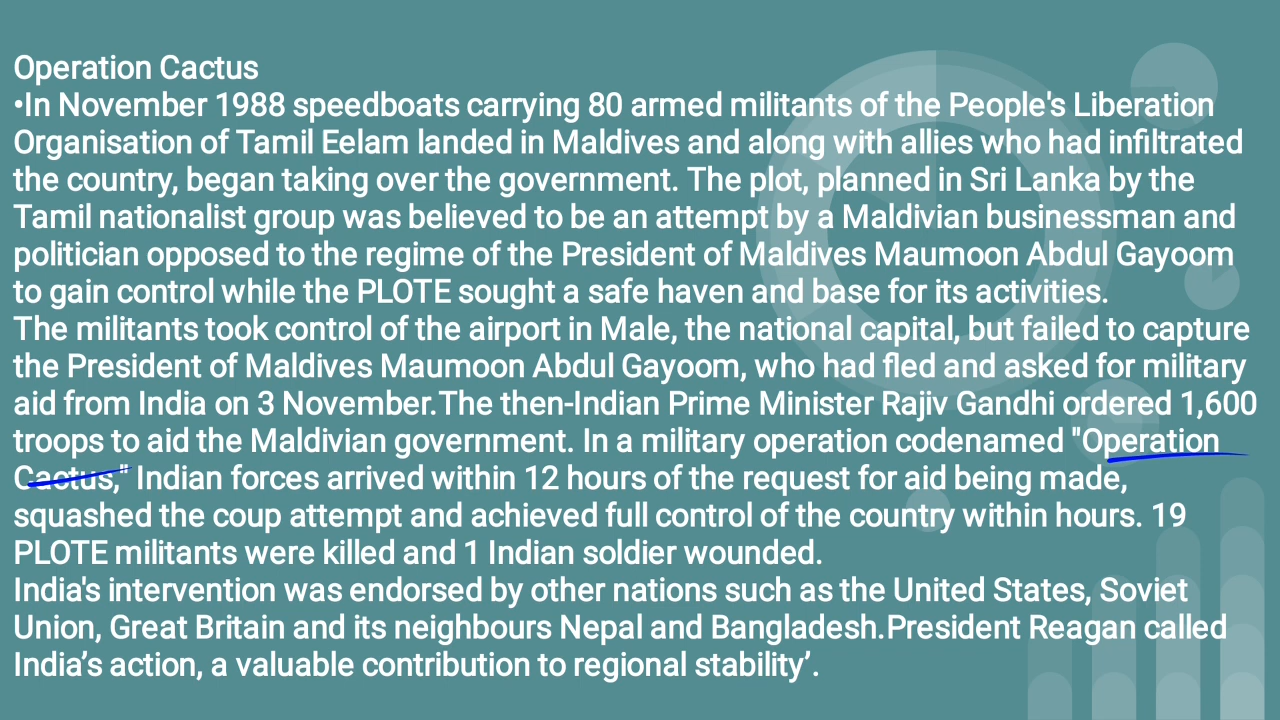 Operation Cactus
•In November 1988 speedboats carrying 80 armed militants of the People's Liberation
Organisation of Tamil Eelam landed in Maldives and along with allies who had infiltrated
the country, began taking over the government. The plot, planned in Sri Lanka by the
Tamil nationalist group was believed to be an attempt by a Maldivian businessman and
politician opposed to the regime of the President of Maldives Maumoon Abdul Gayoom
to gain control while the PLOTE sought a safe haven and base for its activities.
The militants took control of the airport in Male, the national capital, but failed to capture
the President of Maldives Maumoon Abdul Gayoom, who had fled and asked for military
aid from India on 3 November.The then-Indian Prime Minister Rajiv Gandhi ordered 1,600
troops to aid the Maldivian government. In a military operation codenamed "Operation
Cactus," Indian forces arrived within 12 hours of the request for aid being made,
squashed the coup attempt and achieved full control of the country within hours. 19
PLOTE militants were killed and 1 Indian soldier wounded.
India's intervention was endorsed by other nations such as the United States, Soviet
Union, Great Britain and its neighbours Nepal and Bangladesh.President Reagan called
India’s action, a valuable contribution to regional stability’.